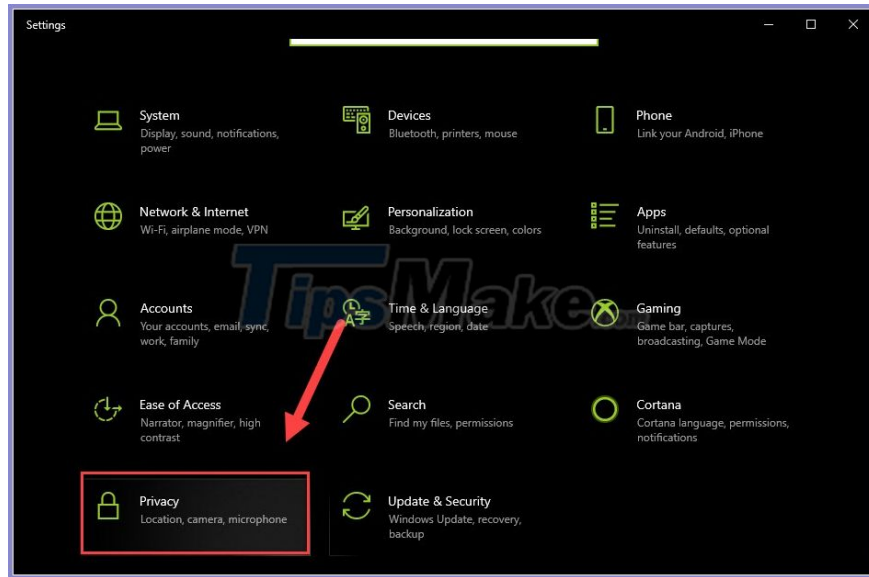 Settings
System
Display, sound, notifications,
power
Devices
Bluetooth, printers, mouse
Phone
Link your Android, iPhone
Network & Internet
Wi-Fi, airplane mode, VPN
Personalization
Background, lock screen, colors
Apps
Uninstall, defaults, optional
features
TipsMake.com
Accounts
Your accounts, email, sync,
work, family
Time & Language
Speech, region, date
Gaming
Game bar, captures,
broadcasting, Game Mode
Ease of Access
Narrator, magnifier, high
contrast
Search
Find my files, permissions
Cortana
Cortana language, permissions,
notifications
Privacy
Location, camera, microphone
Update & Security
Windows Update, recovery,
backup